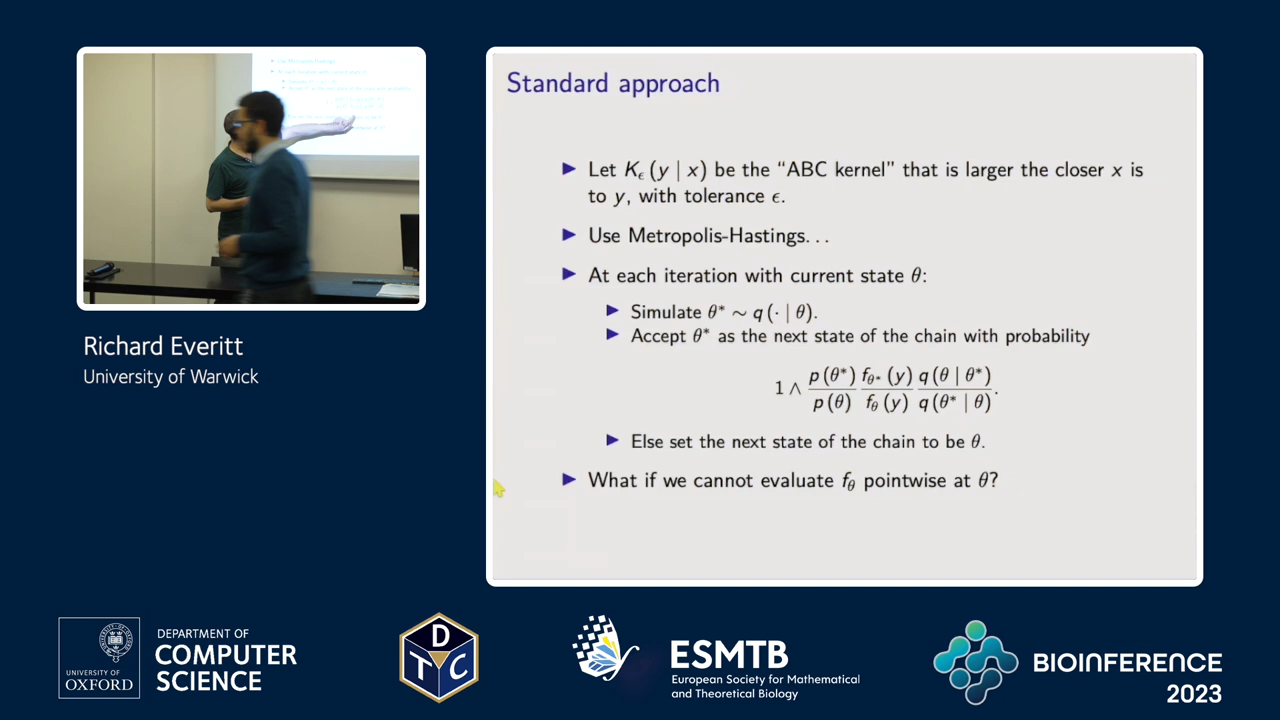 Standard approach
▶ Let Kϵ (y | x) be the “ABC kernel” that is larger the closer x is
to y, with tolerance ϵ.
▶ Use Metropolis-Hastings. . .
▶ At each iteration with current state θ:
▶ Simulate θ* ∼ q (· | θ).
▶ Accept θ* as the next state of the chain with probability
1 ∧ p (θ*) / p (θ) fθ* (y) / fθ (y) q (θ | θ*) / q (θ* | θ).
▶ Else set the next state of the chain to be θ.
▶ What if we cannot evaluate fθ pointwise at θ?
Richard Everitt
University of Warwick
UNIVERSITY OF
OXFORD
DEPARTMENT OF
COMPUTER
SCIENCE
D
T C
ESMTB
European Society for Mathematical
and Theoretical Biology
BIOINFERENCE
2023